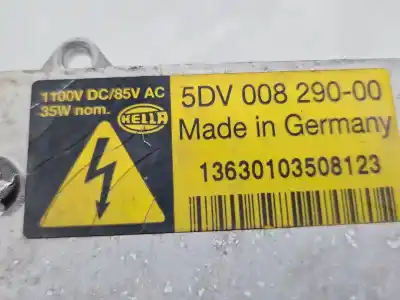 1100V DC/85V AC
35W nom.
HELLA
5DV 008 290-00
Made in Germany
13630103508123